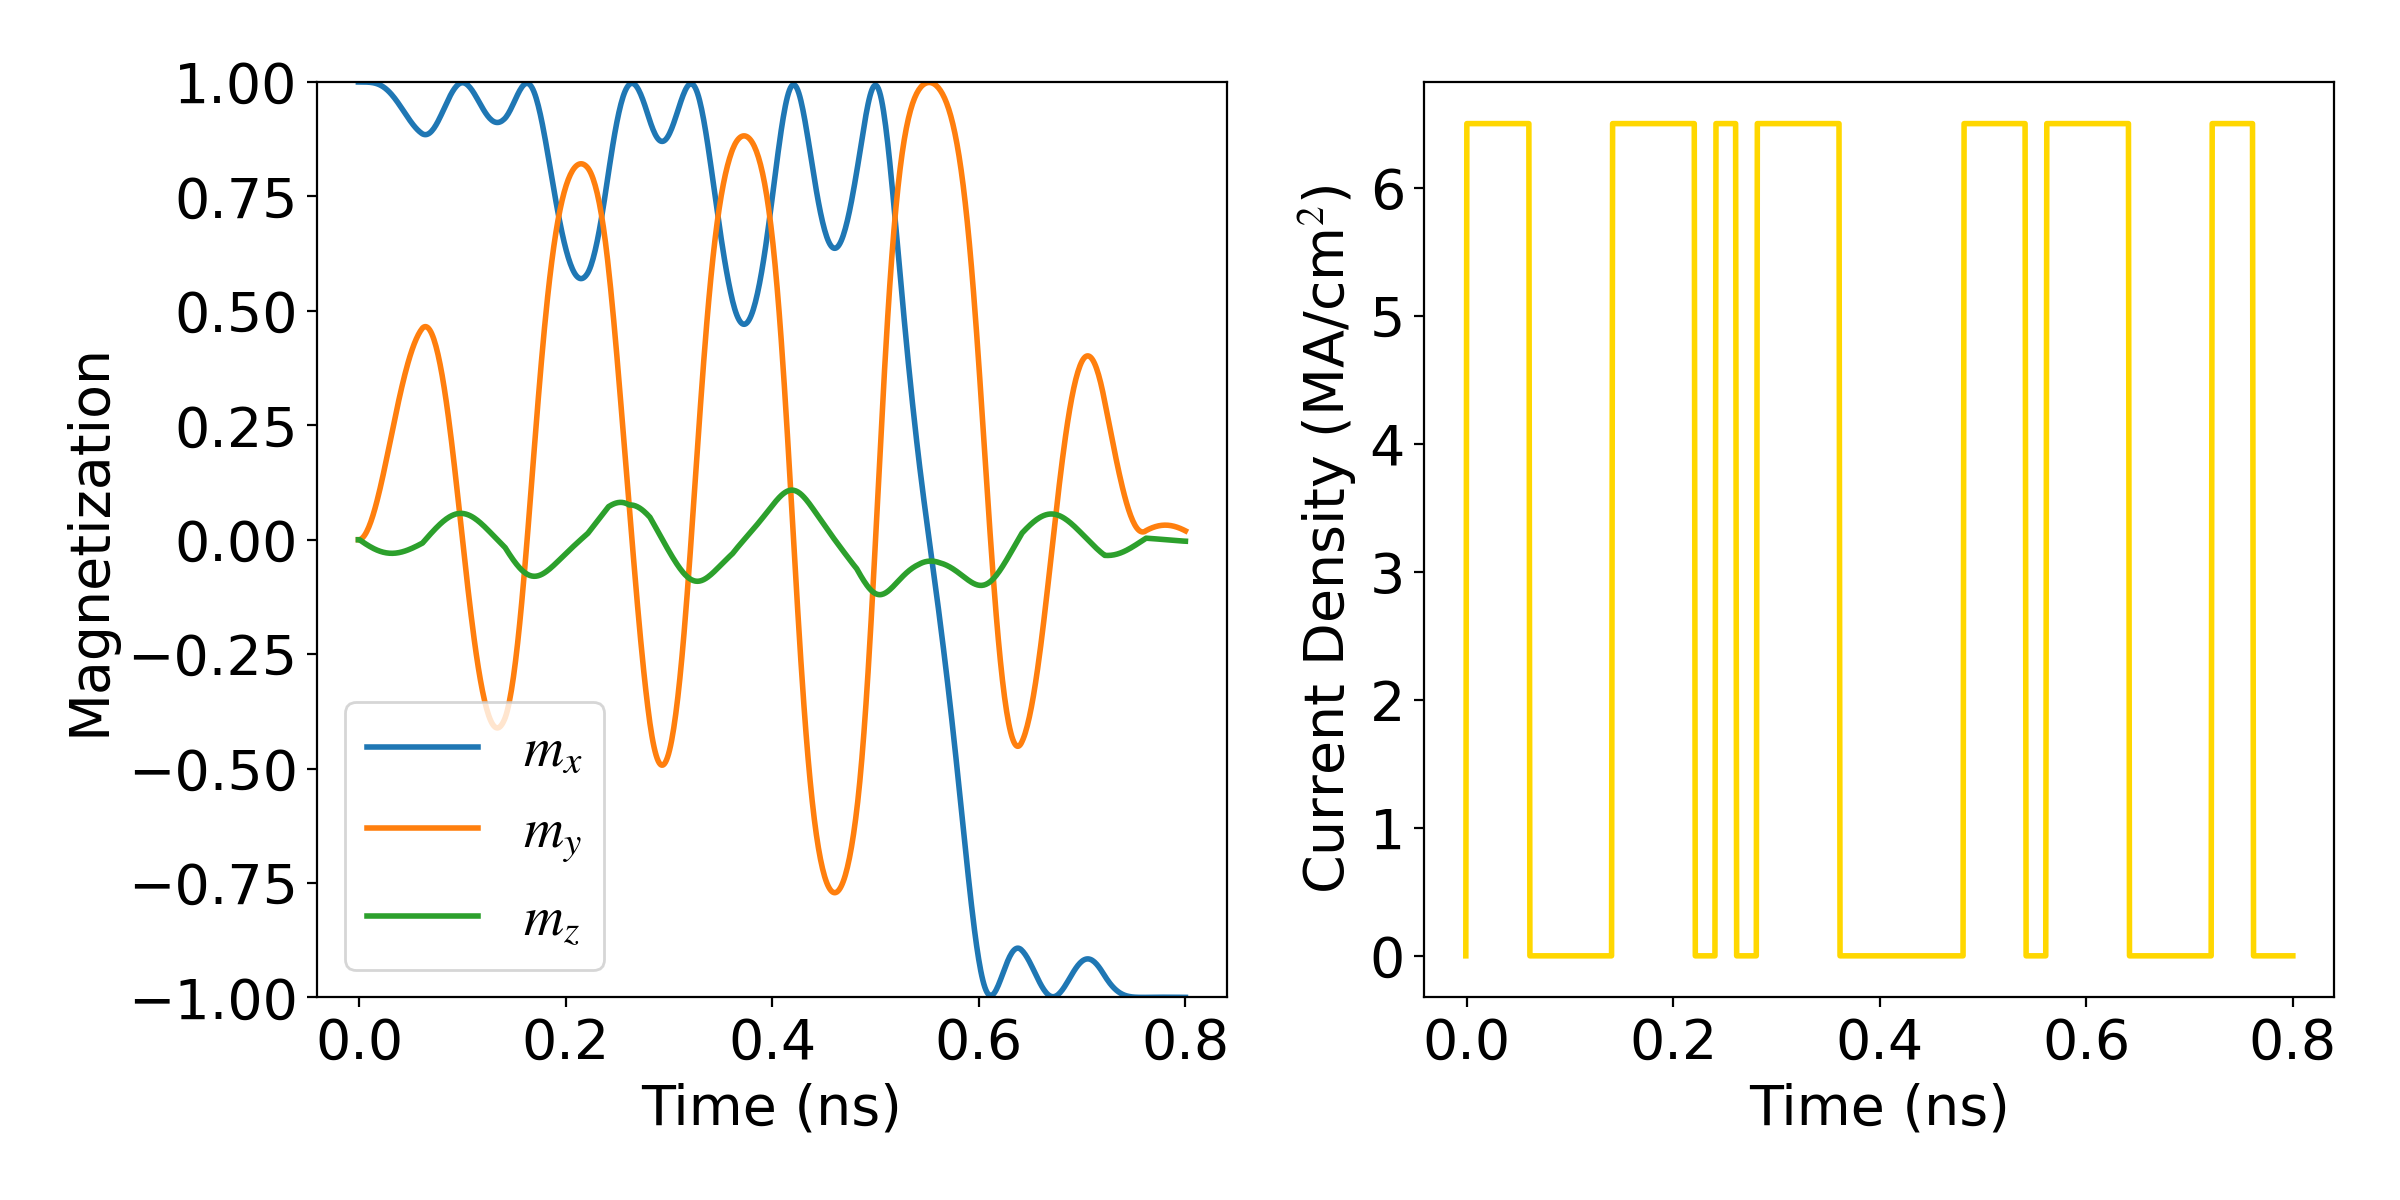 Magnetization
1.00
0.75
0.50
0.25
0.00
−0.25
−0.50
−0.75
−1.00
m_x
m_y
m_z
0.0 0.2 0.4 0.6 0.8
Time (ns)
Current Density (MA/cm²)
6
5
4
3
2
1
0
0.0 0.2 0.4 0.6 0.8
Time (ns)